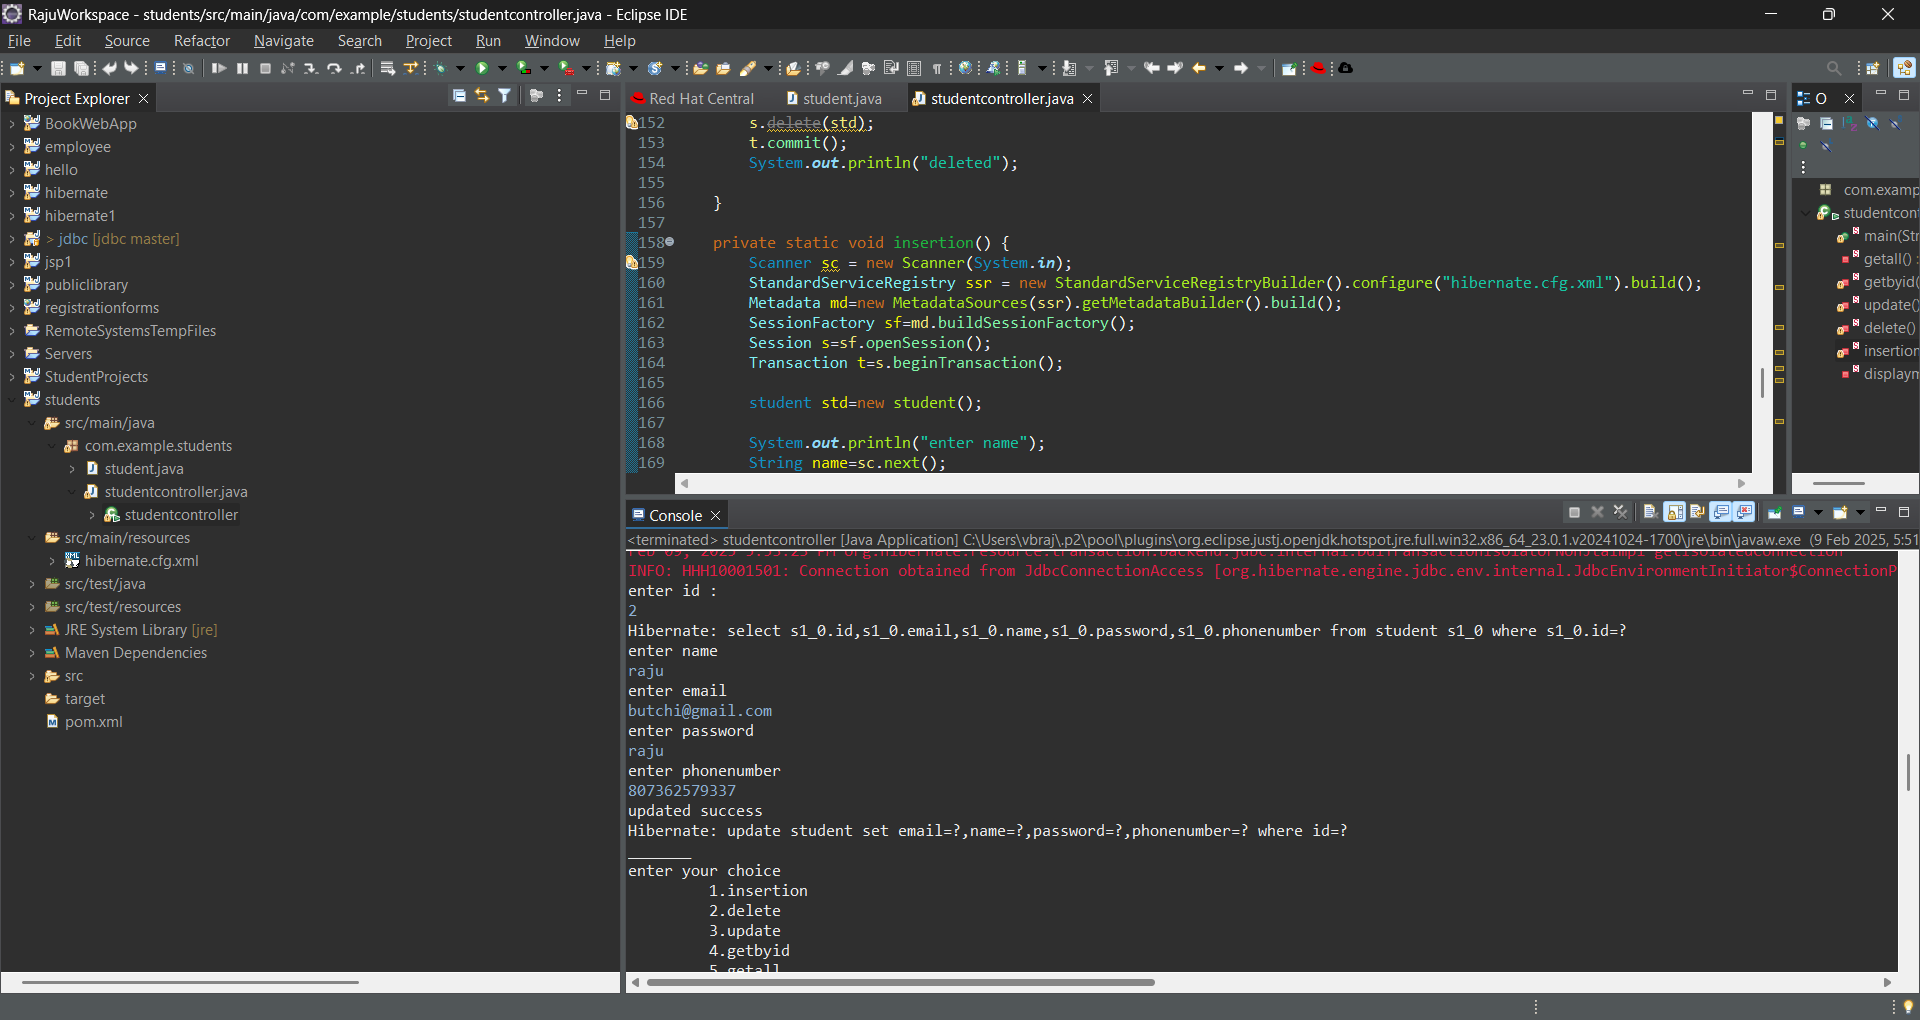 RajuWorkspace - students/src/main/java/com/example/students/studentcontroller.java - Eclipse IDE
File Edit Source Refactor Navigate Search Project Run Window Help
Project Explorer
BookWebApp
employee
hello
hibernate
hibernate1
> jdbc [jdbc master]
jsp1
publiclibrary
registrationforms
RemoteSystemsTempFiles
Servers
StudentProjects
students
src/main/java
com.example.students
student.java
studentcontroller.java
studentcontroller
src/main/resources
hibernate.cfg.xml
src/test/java
src/test/resources
JRE System Library [jre]
Maven Dependencies
src
target
pom.xml
Red Hat Central student.java studentcontroller.java
152 s.delete(std);
153 t.commit();
154 System.out.println("deleted");
155
156 }
157
158 private static void insertion() {
159 Scanner sc = new Scanner(System.in);
160 StandardServiceRegistry ssr = new StandardServiceRegistryBuilder().configure("hibernate.cfg.xml").build();
161 Metadata md=new MetadataSources(ssr).getMetadataBuilder().build();
162 SessionFactory sf=md.buildSessionFactory();
163 Session s=sf.openSession();
164 Transaction t=s.beginTransaction();
165
166 student std=new student();
167
168 System.out.println("enter name");
169 String name=sc.next();
O
com.examp
studentcon
main(Str
getall() :
getbyid(
update()
delete()
insertion
displaym
Console
<terminated> studentcontroller [Java Application] C:\Users\vbraj\.p2\pool\plugins\org.eclipse.justj.openjdk.hotspot.jre.full.win32.x86_64_23.0.1.v20241024-1700\jre\bin\javaw.exe (9 Feb 2025, 5:51
INFO: HHH10001501: Connection obtained from JdbcConnectionAccess [org.hibernate.engine.jdbc.env.internal.JdbcEnvironmentInitiator$ConnectionP
enter id :
2
Hibernate: select s1_0.id,s1_0.email,s1_0.name,s1_0.password,s1_0.phonenumber from student s1_0 where s1_0.id=?
enter name
raju
enter email
butchi@gmail.com
enter password
raju
enter phonenumber
807362579337
updated success
Hibernate: update student set email=?,name=?,password=?,phonenumber=? where id=?
_______
enter your choice
1.insertion
2.delete
3.update
4.getbyid
5.getall